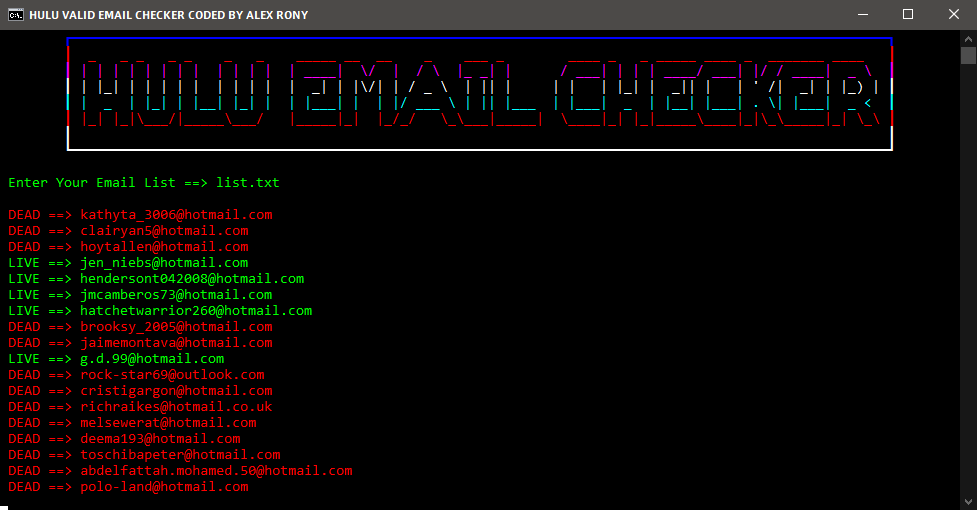 HULU VALID EMAIL CHECKER CODED BY ALEX RONY
HULU EMAIL CHECKER
Enter Your Email List ==> list.txt
DEAD ==> kathyta_3006@hotmail.com
DEAD ==> clairyan5@hotmail.com
DEAD ==> hoytallen@hotmail.com
LIVE ==> jen_niebs@hotmail.com
LIVE ==> hendersont042008@hotmail.com
LIVE ==> jmcamberos73@hotmail.com
LIVE ==> hatchetwarrior260@hotmail.com
DEAD ==> brooksy_2005@hotmail.com
DEAD ==> jaimemontava@hotmail.com
LIVE ==> g.d.99@hotmail.com
DEAD ==> rock-star69@outlook.com
DEAD ==> cristigargon@hotmail.com
DEAD ==> richraikes@hotmail.co.uk
DEAD ==> melsewerat@hotmail.com
DEAD ==> deema193@hotmail.com
DEAD ==> toschibapeter@hotmail.com
DEAD ==> abdelfattah.mohamed.50@hotmail.com
DEAD ==> polo-land@hotmail.com